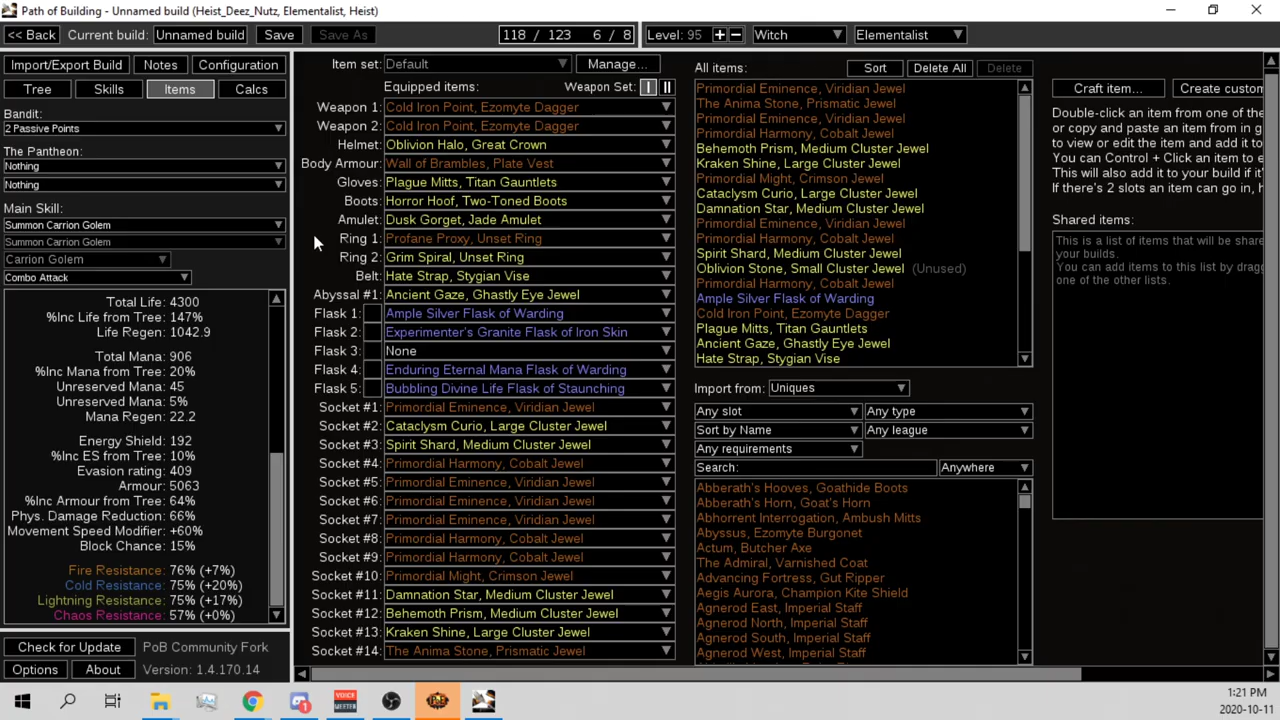 Path of Building - Unnamed build (Heist_Deez_Nutz, Elementalist, Heist)
<< Back Current build: Unnamed build Save Save As 118 / 123 6 / 8 Level: 95 + - Witch Elementalist
Import/Export Build Notes Configuration
Tree Skills Items Calcs
Bandit:
2 Passive Points
The Pantheon:
Nothing
Nothing
Main Skill:
Summon Carrion Golem
Summon Carrion Golem
Carrion Golem
Combo Attack
Total Life: 4300
%Inc Life from Tree: 147%
Life Regen: 1042.9
Total Mana: 906
%Inc Mana from Tree: 20%
Unreserved Mana: 45
Unreserved Mana: 5%
Mana Regen: 22.2
Energy Shield: 192
%Inc ES from Tree: 10%
Evasion rating: 409
Armour: 5063
%Inc Armour from Tree: 64%
Phys. Damage Reduction: 66%
Movement Speed Modifier: +60%
Block Chance: 15%
Fire Resistance: 76% (+7%)
Cold Resistance: 75% (+20%)
Lightning Resistance: 75% (+17%)
Chaos Resistance: 57% (+0%)
Check for Update PoB Community Fork
Options About Version: 1.4.170.14
Item set: Default Manage...
Equipped items: Weapon Set: I II
Weapon 1: Cold Iron Point, Ezomyte Dagger
Weapon 2: Cold Iron Point, Ezomyte Dagger
Helmet: Oblivion Halo, Great Crown
Body Armour: Wall of Brambles, Plate Vest
Gloves: Plague Mitts, Titan Gauntlets
Boots: Horror Hoof, Two-Toned Boots
Amulet: Dusk Gorget, Jade Amulet
Ring 1: Profane Proxy, Unset Ring
Ring 2: Grim Spiral, Unset Ring
Belt: Hate Strap, Stygian Vise
Abyssal #1: Ancient Gaze, Ghastly Eye Jewel
Flask 1: Ample Silver Flask of Warding
Flask 2: Experimenter's Granite Flask of Iron Skin
Flask 3: None
Flask 4: Enduring Eternal Mana Flask of Warding
Flask 5: Bubbling Divine Life Flask of Staunching
Socket #1: Primordial Eminence, Viridian Jewel
Socket #2: Cataclysm Curio, Large Cluster Jewel
Socket #3: Spirit Shard, Medium Cluster Jewel
Socket #4: Primordial Harmony, Cobalt Jewel
Socket #5: Primordial Eminence, Viridian Jewel
Socket #6: Primordial Eminence, Viridian Jewel
Socket #7: Primordial Eminence, Viridian Jewel
Socket #8: Primordial Harmony, Cobalt Jewel
Socket #9: Primordial Harmony, Cobalt Jewel
Socket #10: Primordial Might, Crimson Jewel
Socket #11: Damnation Star, Medium Cluster Jewel
Socket #12: Behemoth Prism, Medium Cluster Jewel
Socket #13: Kraken Shine, Large Cluster Jewel
Socket #14: The Anima Stone, Prismatic Jewel
All items: Sort Delete All Delete
Primordial Eminence, Viridian Jewel
The Anima Stone, Prismatic Jewel
Primordial Eminence, Viridian Jewel
Primordial Harmony, Cobalt Jewel
Behemoth Prism, Medium Cluster Jewel
Kraken Shine, Large Cluster Jewel
Primordial Might, Crimson Jewel
Cataclysm Curio, Large Cluster Jewel
Damnation Star, Medium Cluster Jewel
Primordial Eminence, Viridian Jewel
Primordial Harmony, Cobalt Jewel
Spirit Shard, Medium Cluster Jewel
Oblivion Stone, Small Cluster Jewel (Unused)
Primordial Harmony, Cobalt Jewel
Ample Silver Flask of Warding
Cold Iron Point, Ezomyte Dagger
Plague Mitts, Titan Gauntlets
Ancient Gaze, Ghastly Eye Jewel
Hate Strap, Stygian Vise
Import from: Uniques
Any slot Any type
Sort by Name Any league
Any requirements
Search: Anywhere
Abberath's Hooves, Goathide Boots
Abberath's Horn, Goat's Horn
Abhorrent Interrogation, Ambush Mitts
Abyssus, Ezomyte Burgonet
Actum, Butcher Axe
The Admiral, Varnished Coat
Advancing Fortress, Gut Ripper
Aegis Aurora, Champion Kite Shield
Agnerod East, Imperial Staff
Agnerod North, Imperial Staff
Agnerod South, Imperial Staff
Agnerod West, Imperial Staff
Craft item... Create custom
Double-click an item from one of the
or copy and paste an item from in g
to view or edit the item and add it to
You can Control + Click an item to e
This will also add it to your build if it'
If there's 2 slots an item can go in, h
Shared items:
This is a list of items that will be share
your builds.
You can add items to this list by dragg
one of the other lists.
1
VOICE
MEETER
PoE
1:21 PM
2020-10-11